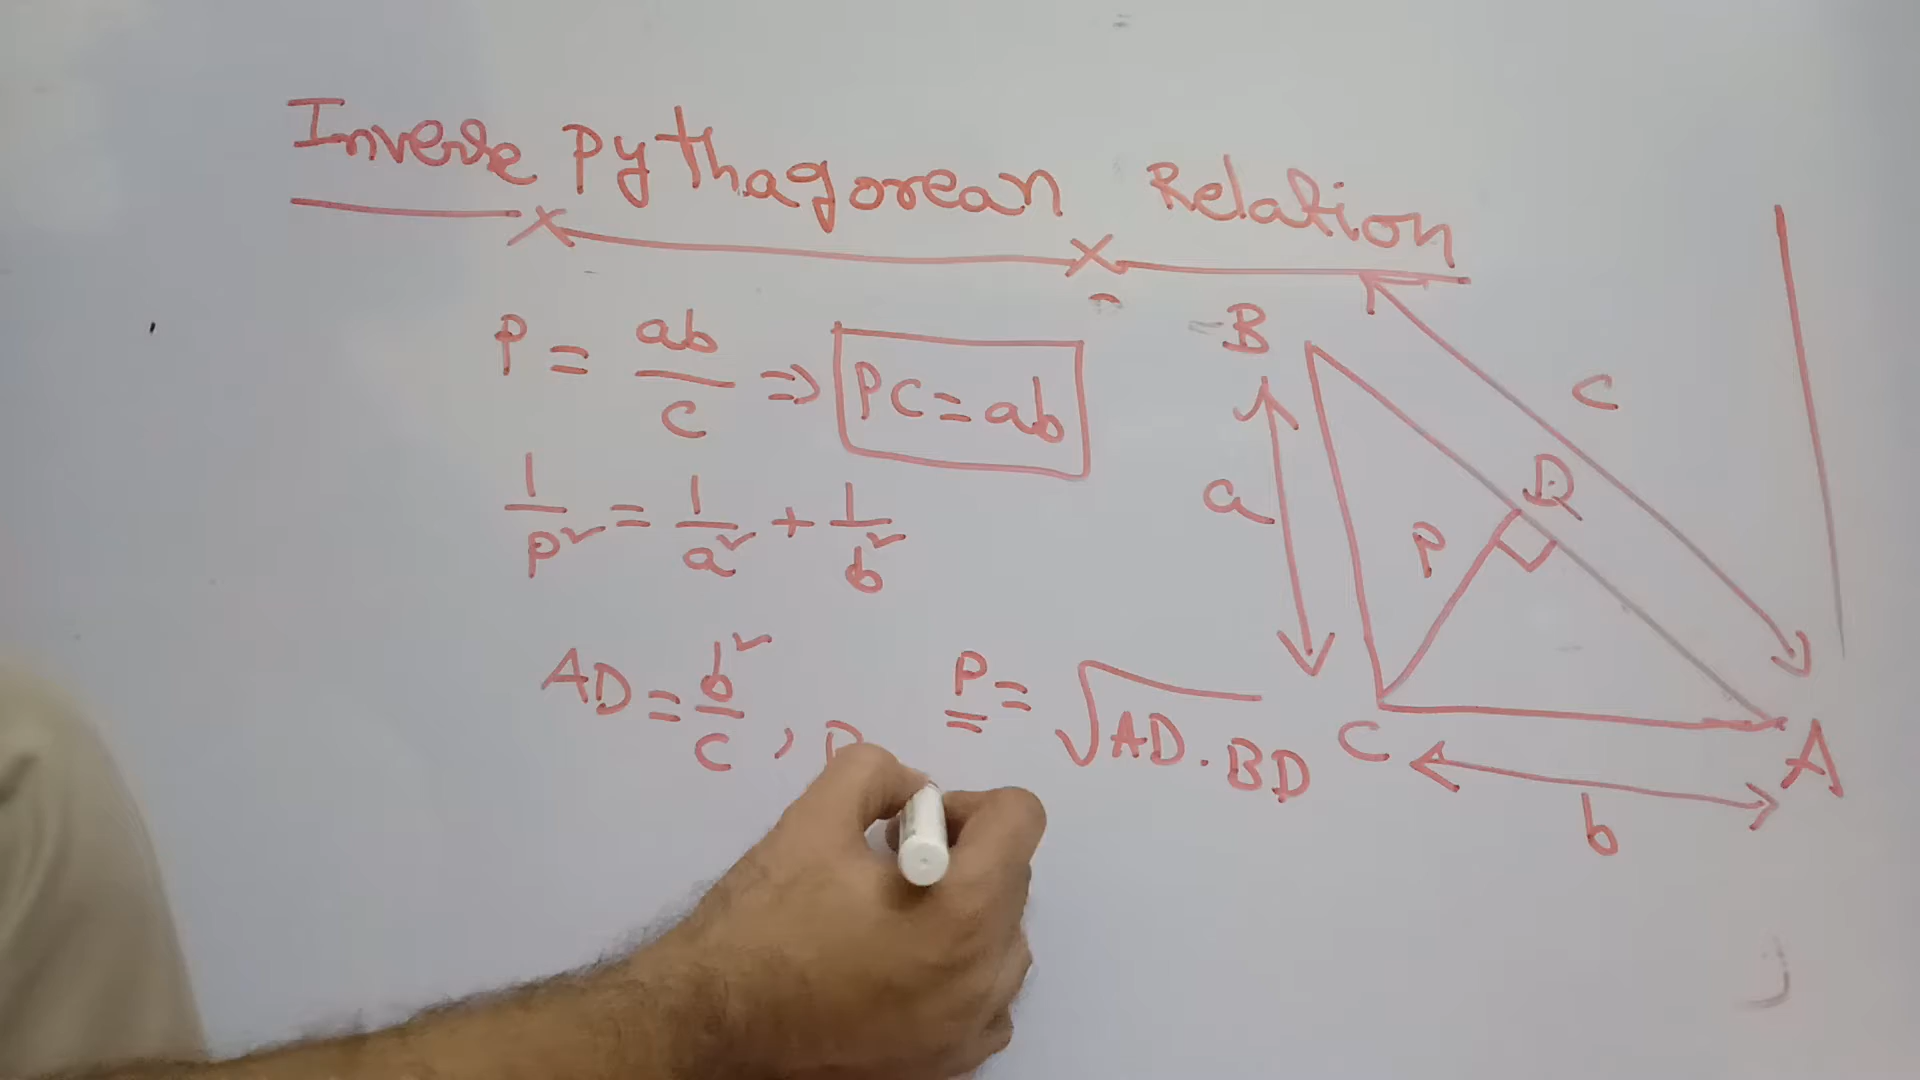 Inverse Pythagorean Relation
P = ab/c ⇒ PC = ab
1/p² = 1/a² + 1/b²
AD = b²/c ,
P = √AD.BD
B
a
c
D
P
C
A
b